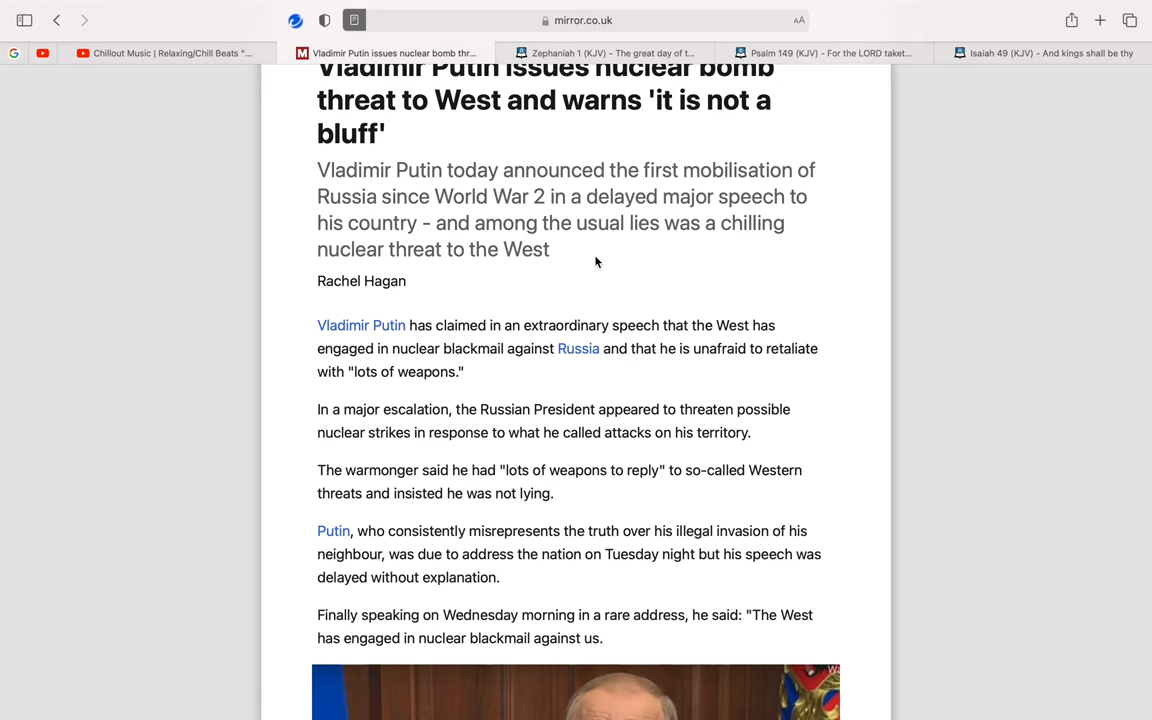 mirror.co.uk
AA
Chillout Music | Relaxing/Chill Beats "...
Vladimir Putin issues nuclear bomb thr...
Zephaniah 1 (KJV) - The great day of t...
Psalm 149 (KJV) - For the LORD taket...
Isaiah 49 (KJV) - And kings shall be thy
Vladimir Putin issues nuclear bomb
threat to West and warns 'it is not a
bluff'
Vladimir Putin today announced the first mobilisation of
Russia since World War 2 in a delayed major speech to
his country - and among the usual lies was a chilling
nuclear threat to the West
Rachel Hagan
Vladimir Putin has claimed in an extraordinary speech that the West has
engaged in nuclear blackmail against Russia and that he is unafraid to retaliate
with "lots of weapons."
In a major escalation, the Russian President appeared to threaten possible
nuclear strikes in response to what he called attacks on his territory.
The warmonger said he had "lots of weapons to reply" to so-called Western
threats and insisted he was not lying.
Putin, who consistently misrepresents the truth over his illegal invasion of his
neighbour, was due to address the nation on Tuesday night but his speech was
delayed without explanation.
Finally speaking on Wednesday morning in a rare address, he said: "The West
has engaged in nuclear blackmail against us.